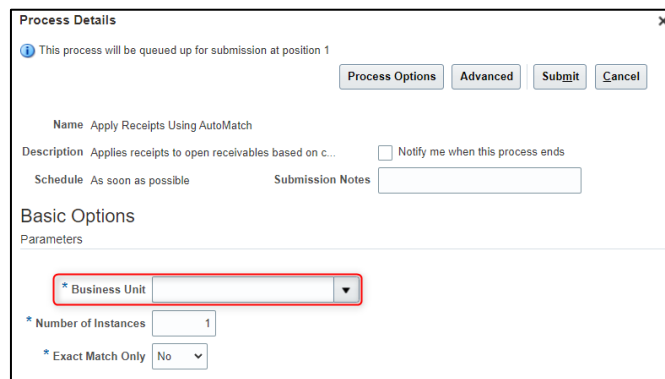 Process Details
This process will be queued up for submission at position 1
Process Options Advanced Submit Cancel
Name Apply Receipts Using AutoMatch
Description Applies receipts to open receivables based on c... Notify me when this process ends
Schedule As soon as possible Submission Notes
Basic Options
Parameters
* Business Unit
* Number of Instances 1
* Exact Match Only No